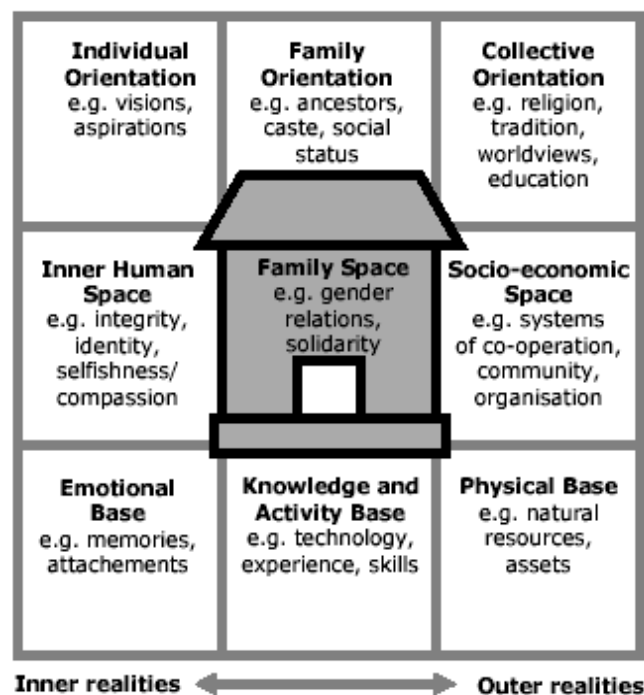 Individual
Orientation
e.g. visions,
aspirations
Family
Orientation
e.g. ancestors,
caste, social
status
Collective
Orientation
e.g. religion,
tradition,
worldviews,
education
Inner Human
Space
e.g. integrity,
identity,
selfishness/
compassion
Family Space
e.g. gender
relations,
solidarity
Socio-economic
Space
e.g. systems
of co-operation,
community,
organisation
Emotional
Base
e.g. memories,
attachements
Knowledge and
Activity Base
e.g. technology,
experience, skills
Physical Base
e.g. natural
resources,
assets
Inner realities
Outer realities